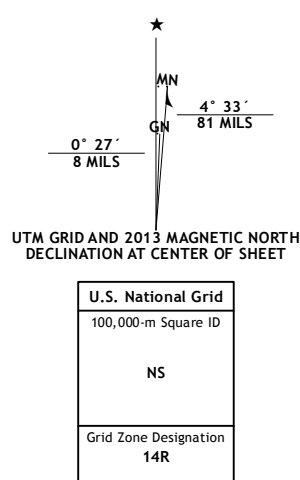 MN
GN
4° 33´
81 MILS
0° 27´
8 MILS
UTM GRID AND 2013 MAGNETIC NORTH
DECLINATION AT CENTER OF SHEET
U.S. National Grid
100,000-m Square ID
NS
Grid Zone Designation
14R